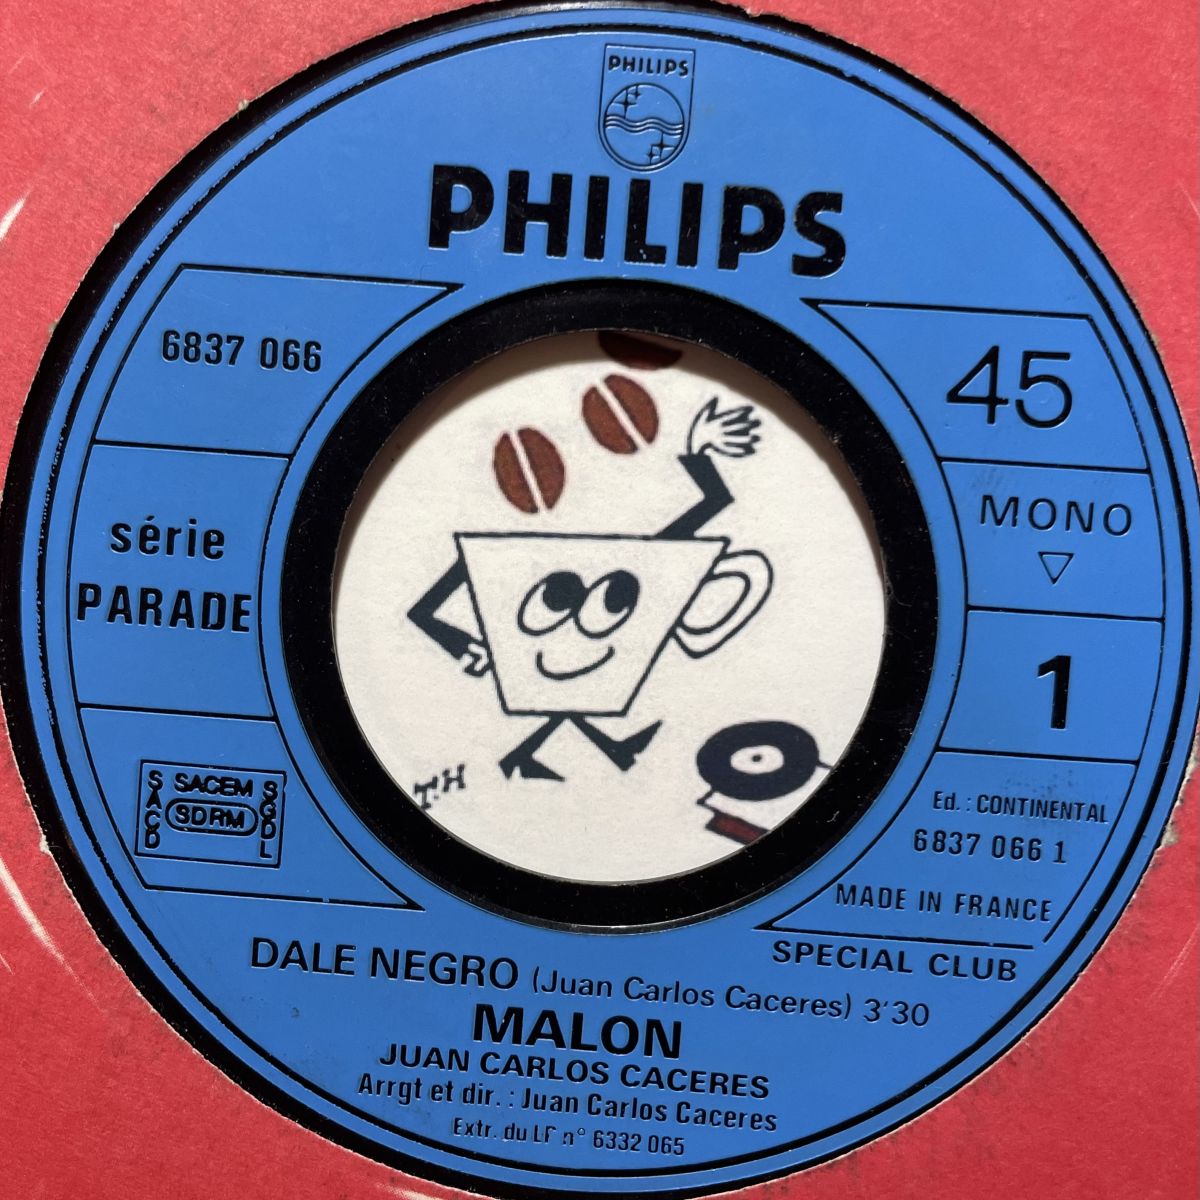 PHILIPS
PHILIPS
6837 066
45
série
PARADE
MONO
1
SACD
SACEM
SDRM
SGDL
Ed. : CONTINENTAL
6837 066 1
MADE IN FRANCE
SPECIAL CLUB
T.H
DALE NEGRO (Juan Carlos Caceres) 3'30
MALON
JUAN CARLOS CACERES
Arrgt et dir. : Juan Carlos Caceres
Extr. du LP n° 6332 065